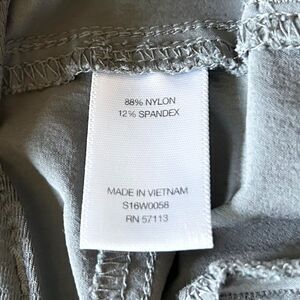 88% NYLON
12% SPANDEX
MADE IN VIETNAM
S16W0058
RN 57113